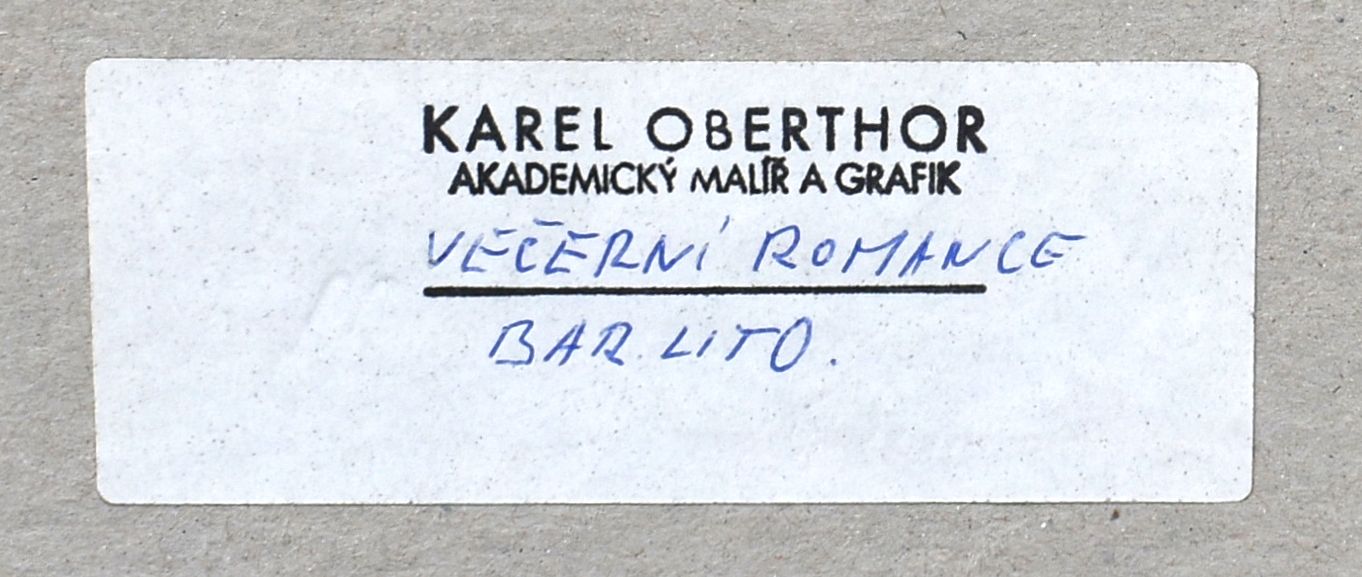 KAREL OBERTHOR
AKADEMICKÝ MALÍŘ A GRAFIK
VEČERNÍ ROMANCE
BAR. LITO.